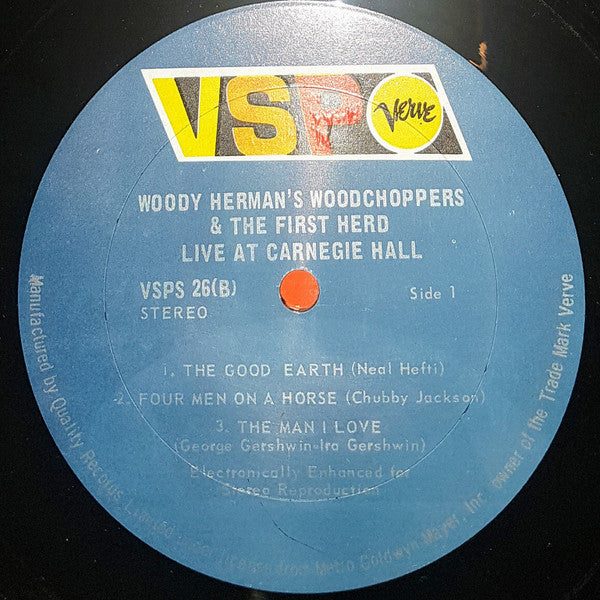 VSP Verve
WOODY HERMAN'S WOODCHOPPERS
& THE FIRST HERD
LIVE AT CARNEGIE HALL
VSPS 26(B)
Side 1
STEREO
1. THE GOOD EARTH (Neal Hefti)
2. FOUR MEN ON A HORSE (Chubby Jackson)
3. THE MAN I LOVE
(George Gershwin-Ira Gershwin)
Electronically Enhanced for
Stereo Reproduction
Manufactured by Quality Records Limited from Metro Goldwyn-Mayer, Inc. owner of the Trade Mark Verve